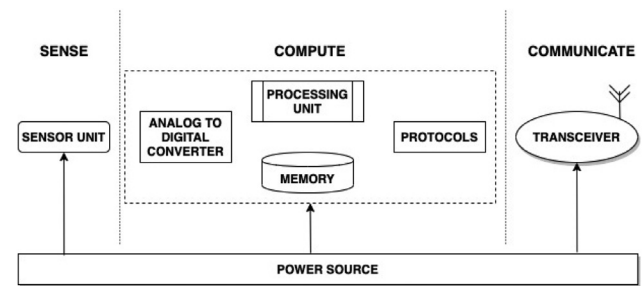 SENSE
COMPUTE
COMMUNICATE
PROCESSING
UNIT
SENSOR UNIT
ANALOG TO
DIGITAL
CONVERTER
PROTOCOLS
TRANSCEIVER
MEMORY
POWER SOURCE